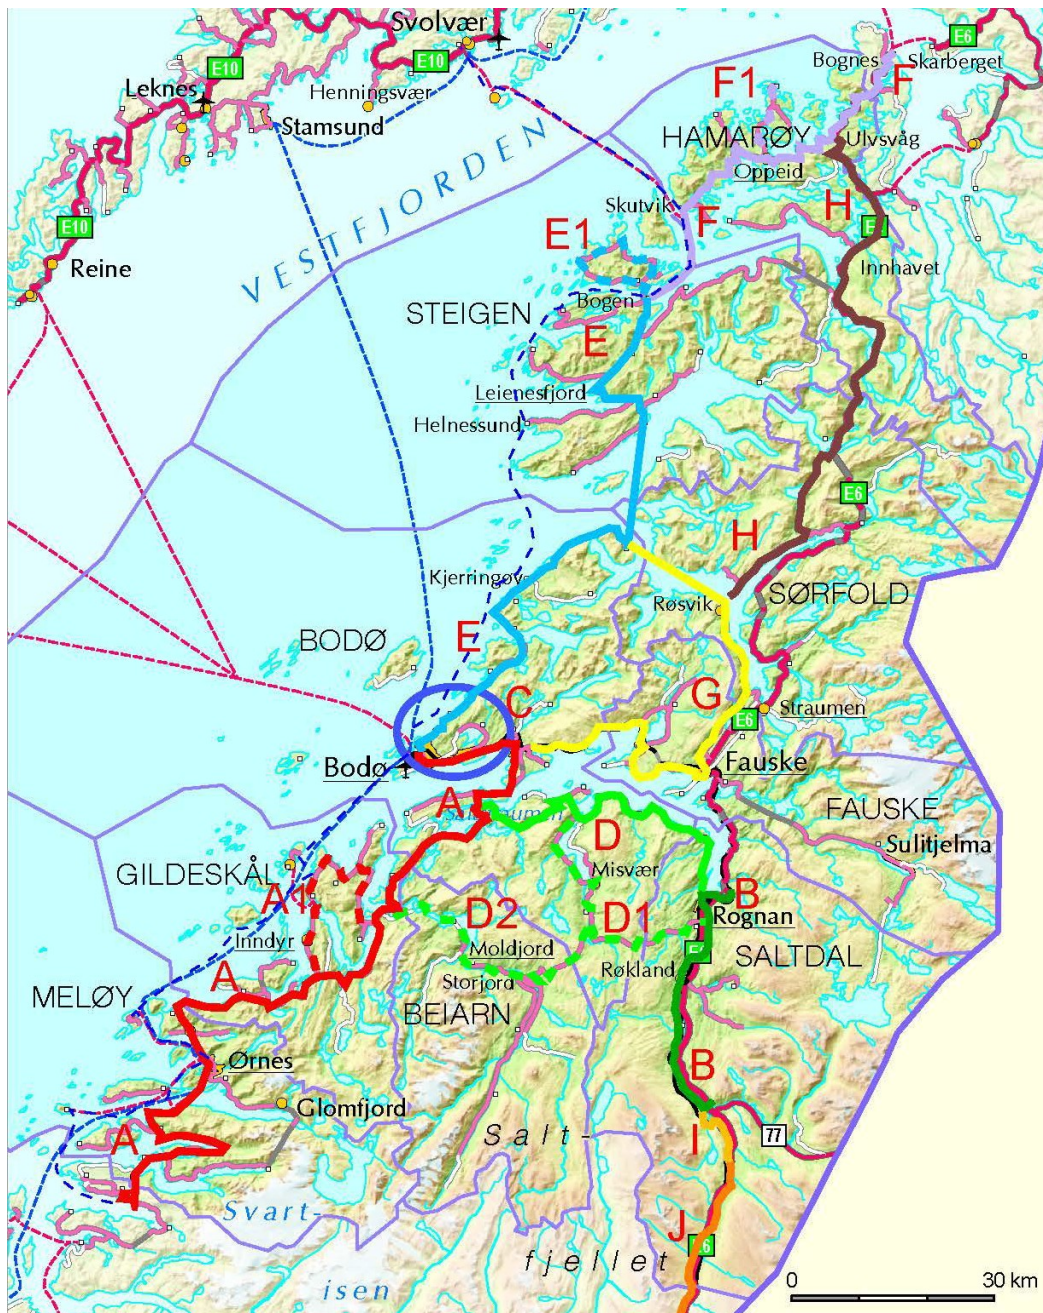 Svolvær
E10
E10
Leknes
Henningsvær
Stamsund
E10
Reine
VESTFJORDEN
E6
Bognes
Skarberget
F
F1
HAMARØY
Ulvsvåg
Oppeid
Skutvik
F
H
Innhavet
E1
Bogen
STEIGEN
E
Leienesfjord
Helnessund
E6
H
Kjerringøy
Røsvik
SØRFOLD
BODØ
E
C
G
E6
Straumen
Bodø
Fauske
A
FAUSKE
D
Misvær
Sulitjelma
GILDESKÅL
A1
D2
D1
B
Rognan
Inndyr
Moldjord
Storjord
Røkland
SALTDAL
A
MELØY
BEIARN
Ørnes
B
Glomfjord
A
Salt-
77
I
Svart-
J
E6
fjellet
isen
0 30 km